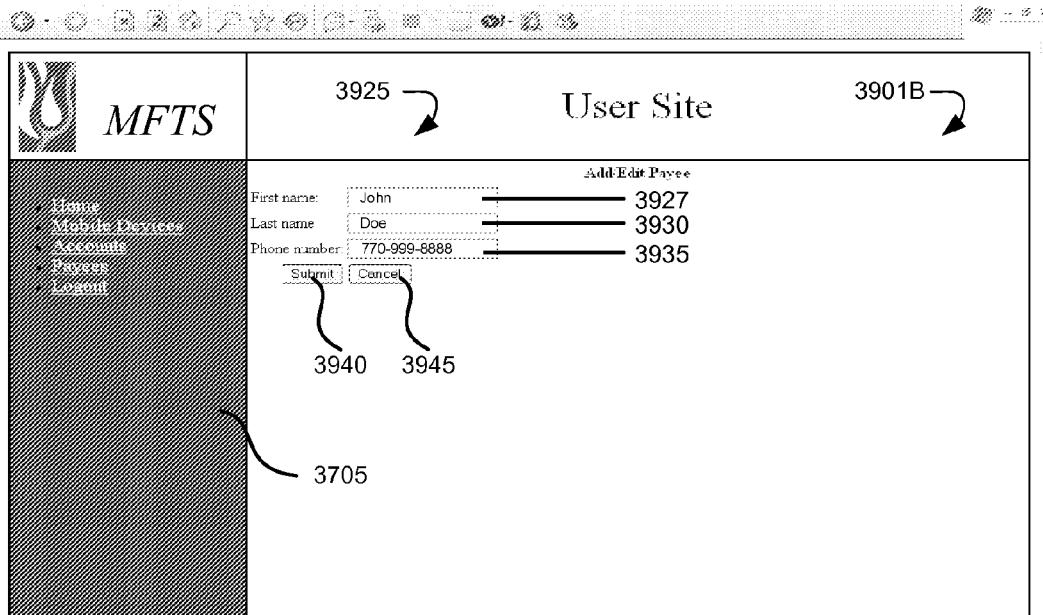 MFTS
3925
User Site
3901B
Add/Edit Payee
Home
Mobile Devices
Accounts
Payees
Logout
First name: John 3927
Last name Doe 3930
Phone number: 770-999-8888 3935
Submit Cancel
3940 3945
3705